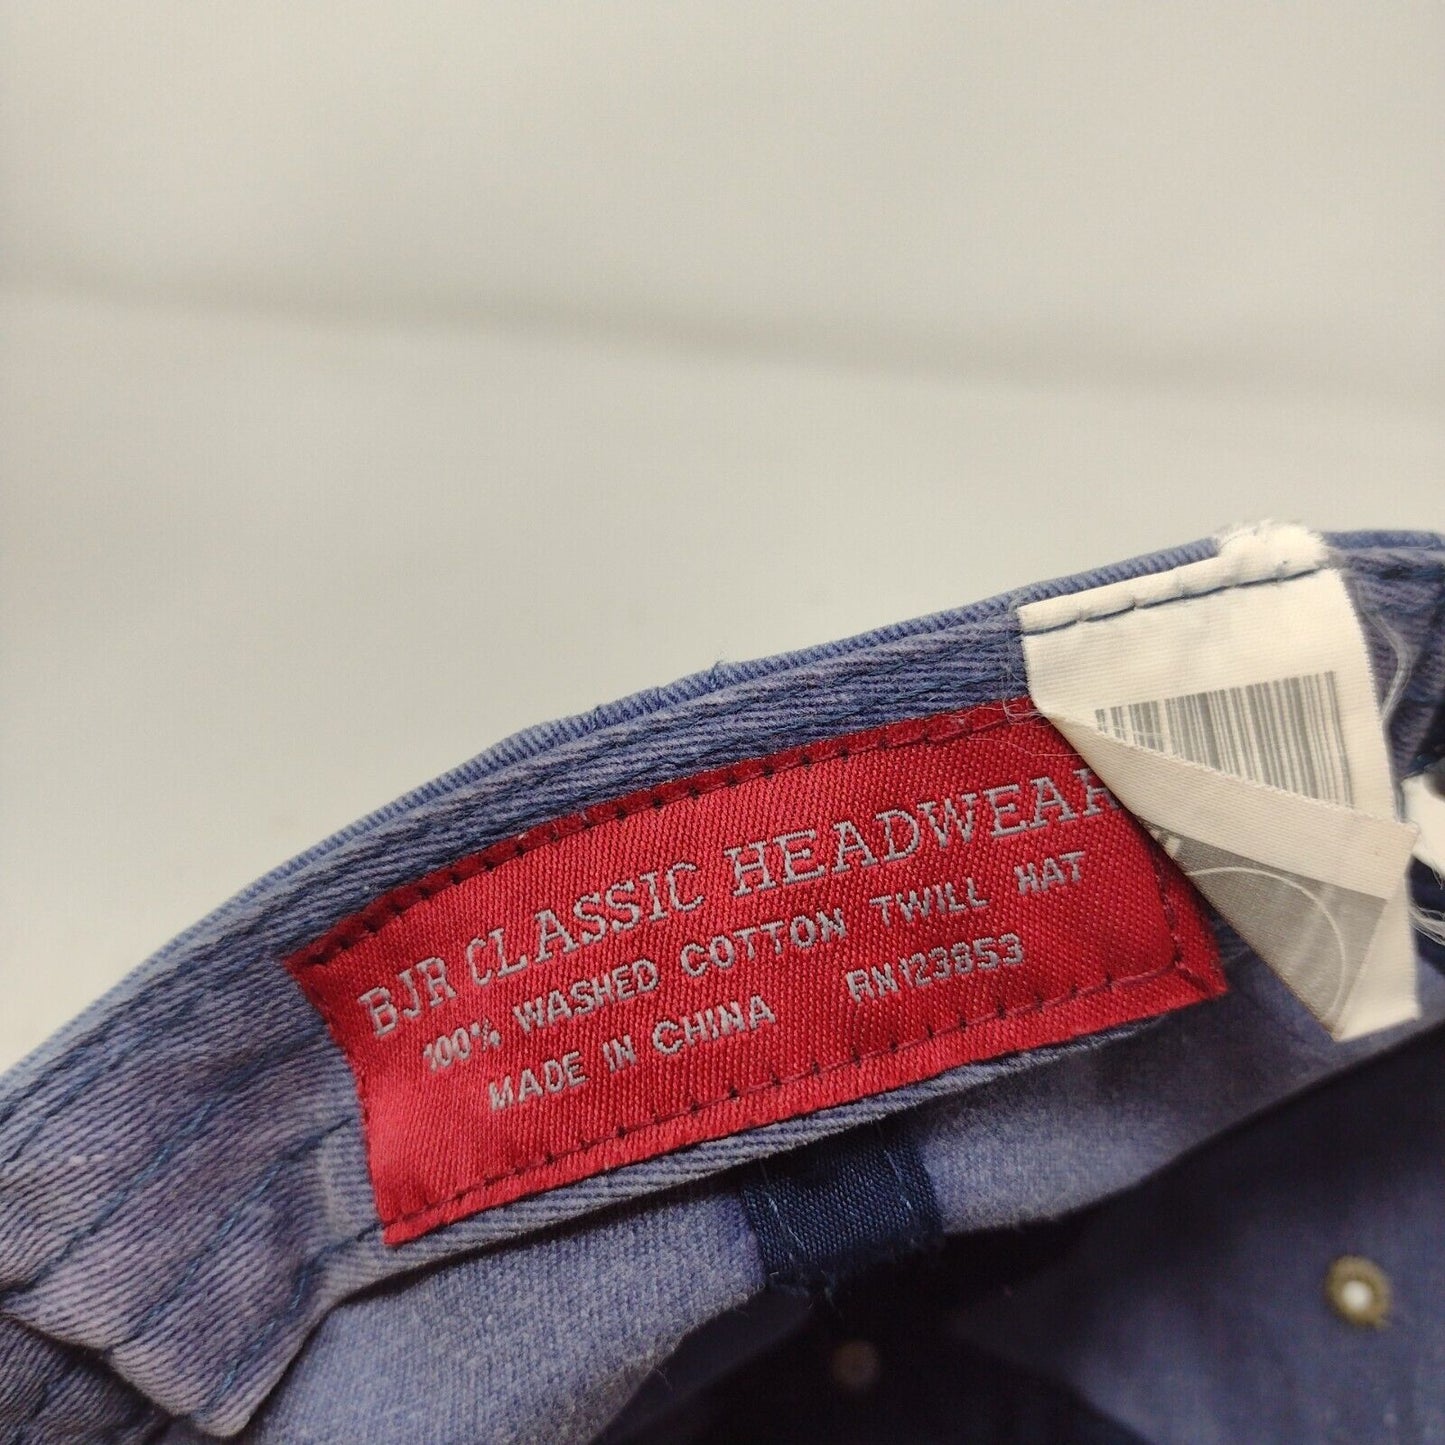 BJR CLASSIC HEADWEAR
100% WASHED COTTON TWILL HAT
MADE IN CHINA RN123853